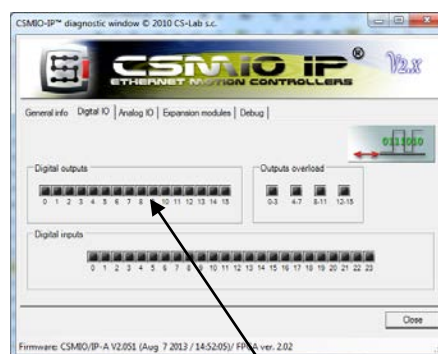 CSMIO-IP™ diagnostic window © 2010 CS-Lab s.c.
CSMIO IP® V2.x
ETHERNET MOTION CONTROLLERS
General info Digital IO Analog IO Expansion modules Debug
0111010
Digital outputs Outputs overload
0 1 2 3 4 5 6 7 8 9 10 11 12 13 14 15 0-3 4-7 8-11 12-15
Digital inputs
0 1 2 3 4 5 6 7 8 9 10 11 12 13 14 15 16 17 18 19 20 21 22 23
Close
Firmware: CSMIO/IP-A V2.051 (Aug 7 2013 / 14:52:05)/ FPGA ver. 2.02